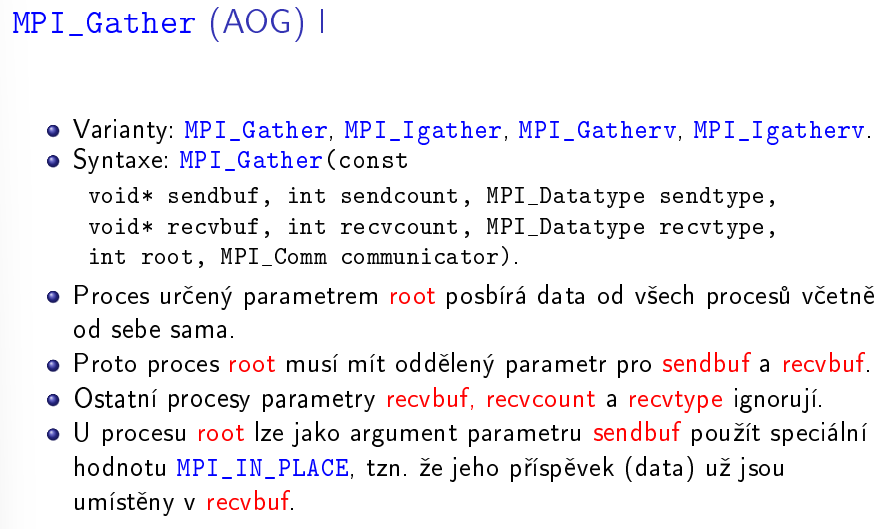 MPI_Gather (AOG) I
Varianty: MPI_Gather, MPI_Igather, MPI_Gatherv, MPI_Igatherv.
Syntaxe: MPI_Gather(const
void* sendbuf, int sendcount, MPI_Datatype sendtype,
void* recvbuf, int recvcount, MPI_Datatype recvtype,
int root, MPI_Comm communicator).
Proces určený parametrem root posbírá data od všech procesů včetně
od sebe sama.
Proto proces root musí mít oddělený parametr pro sendbuf a recvbuf.
Ostatní procesy parametry recvbuf, recvcount a recvtype ignorují.
U procesu root lze jako argument parametru sendbuf použít speciální
hodnotu MPI_IN_PLACE, tzn. že jeho příspěvek (data) už jsou
umístěny v recvbuf.